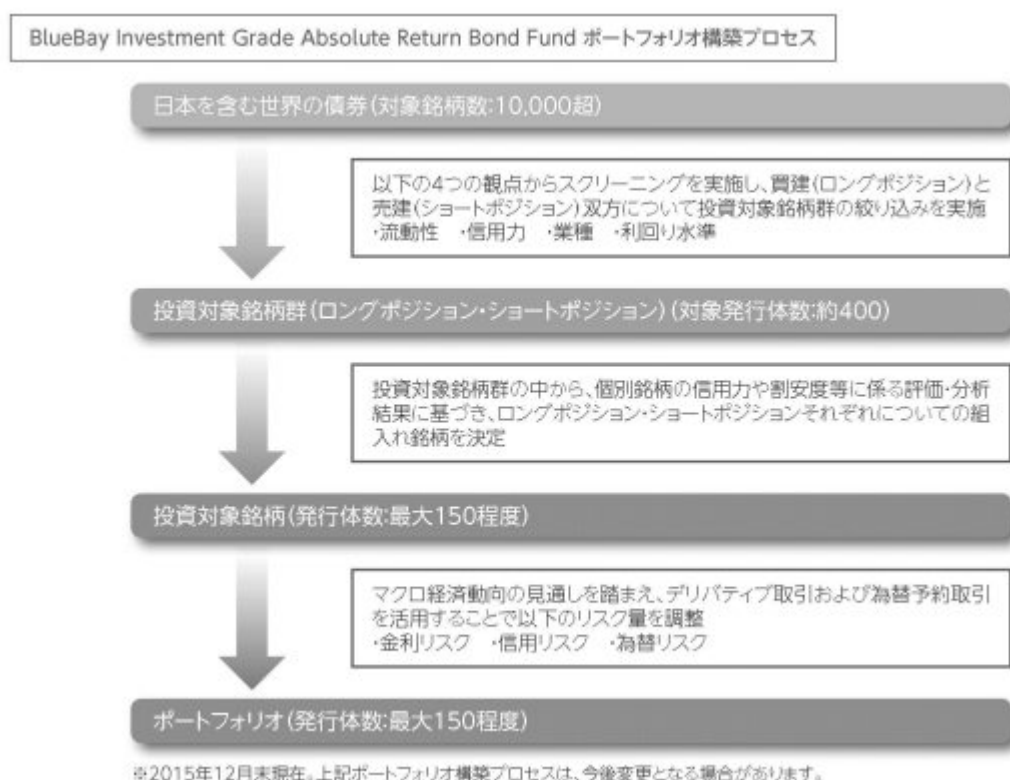 BlueBay Investment Grade Absolute Return Bond Fund ポートフォリオ構築プロセス
日本を含む世界の債券(対象銘柄数:10,000超)
以下の4つの観点からスクリーニングを実施し、買建(ロングポジション)と
売建(ショートポジション)双方について投資対象銘柄群の絞り込みを実施
・流動性 ・信用力 ・業種 ・利回り水準
投資対象銘柄群(ロングポジション・ショートポジション)(対象発行体数:約400)
投資対象銘柄群の中から、個別銘柄の信用力や割安度等に係る評価・分析
結果に基づき、ロングポジション・ショートポジションそれぞれについての組
入れ銘柄を決定
投資対象銘柄(発行体数:最大150程度)
マクロ経済動向の見通しを踏まえ、デリバティブ取引および為替予約取引
を活用することで以下のリスク量を調整
・金利リスク ・信用リスク ・為替リスク
ポートフォリオ(発行体数:最大150程度)
※2015年12月末現在。上記ポートフォリオ構築プロセスは、今後変更となる場合があります。